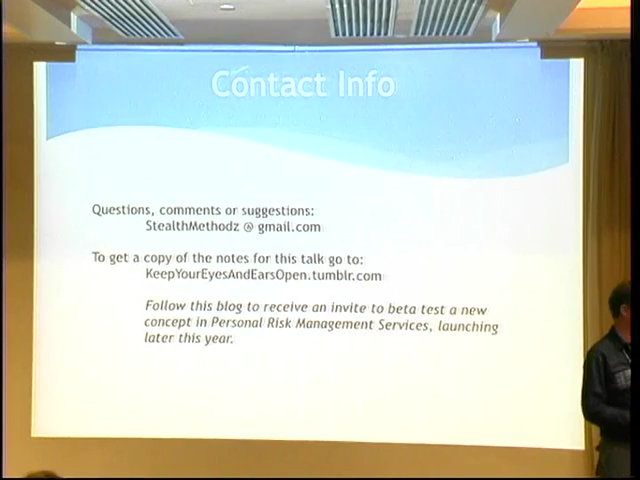 Contact Info
Questions, comments or suggestions:
StealthMethodz @ gmail.com
To get a copy of the notes for this talk go to:
KeepYourEyesAndEarsOpen.tumblr.com
Follow this blog to receive an invite to beta test a new
concept in Personal Risk Management Services, launching
later this year.